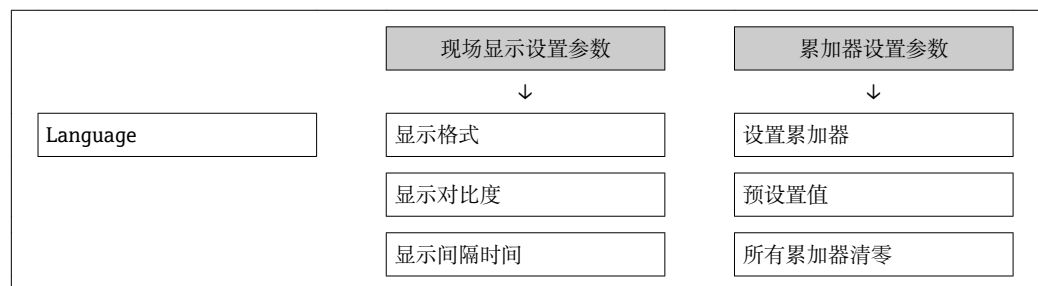 现场显示设置参数
累加器设置参数
↓
↓
Language
显示格式
设置累加器
显示对比度
预设置值
显示间隔时间
所有累加器清零